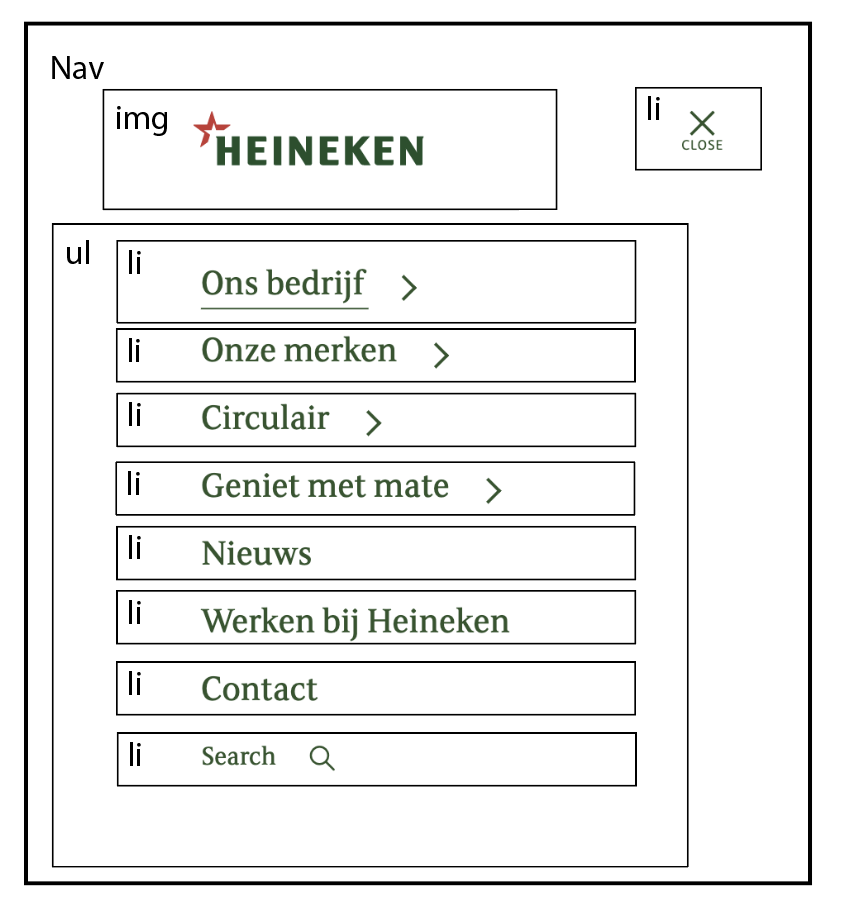 Nav
img HEINEKEN
li CLOSE
ul
li Ons bedrijf
li Onze merken
li Circulair
li Geniet met mate
li Nieuws
li Werken bij Heineken
li Contact
li Search